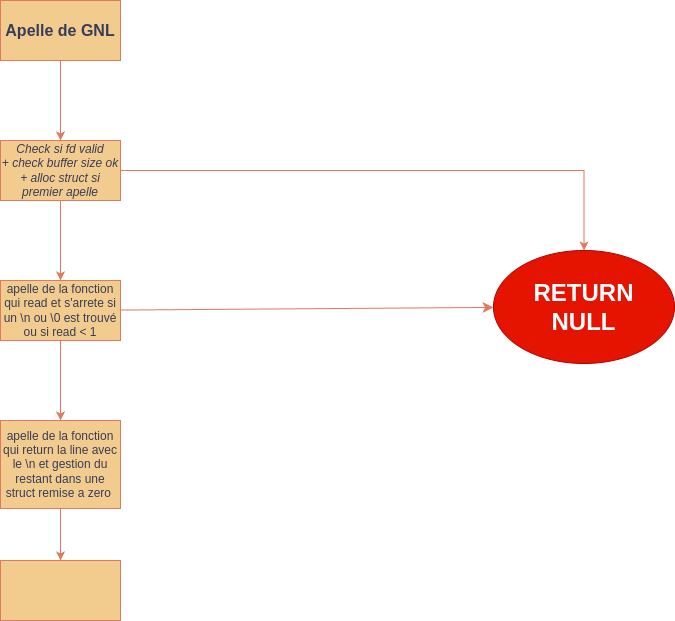 Apelle de GNL
Check si fd valid
+ check buffer size ok
+ alloc struct si
premier apelle
apelle de la fonction
qui read et s'arrete si
un \n ou \0 est trouvé
ou si read < 1
RETURN
NULL
apelle de la fonction
qui return la line avec
le \n et gestion du
restant dans une
struct remise a zero